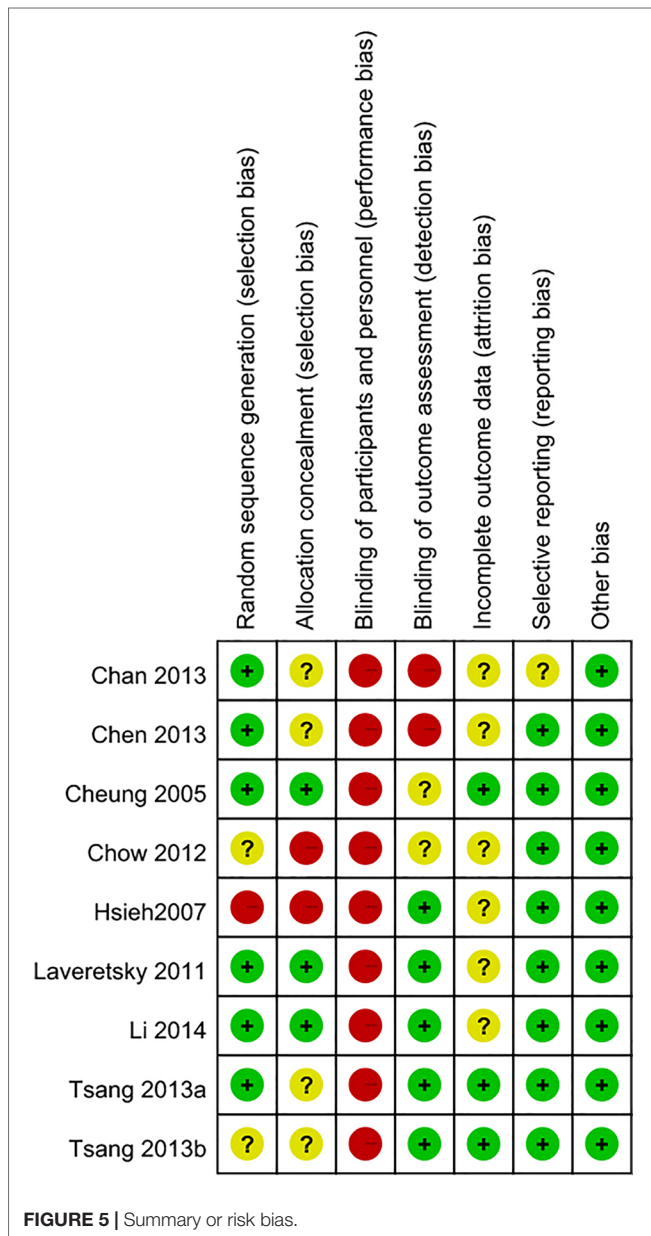 Random sequence generation (selection bias)
Allocation concealment (selection bias)
Blinding of participants and personnel (performance bias)
Blinding of outcome assessment (detection bias)
Incomplete outcome data (attrition bias)
Selective reporting (reporting bias)
Other bias
Chan 2013 + ? - - ? ? +
Chen 2013 + ? - - ? + +
Cheung 2005 + + - ? + + +
Chow 2012 ? - - ? ? + +
Hsieh2007 - - - + ? + +
Laveretsky 2011 + + - + ? + +
Li 2014 + + - + ? + +
Tsang 2013a + ? - + + + +
Tsang 2013b ? ? - + + + +
FIGURE 5 | Summary or risk bias.